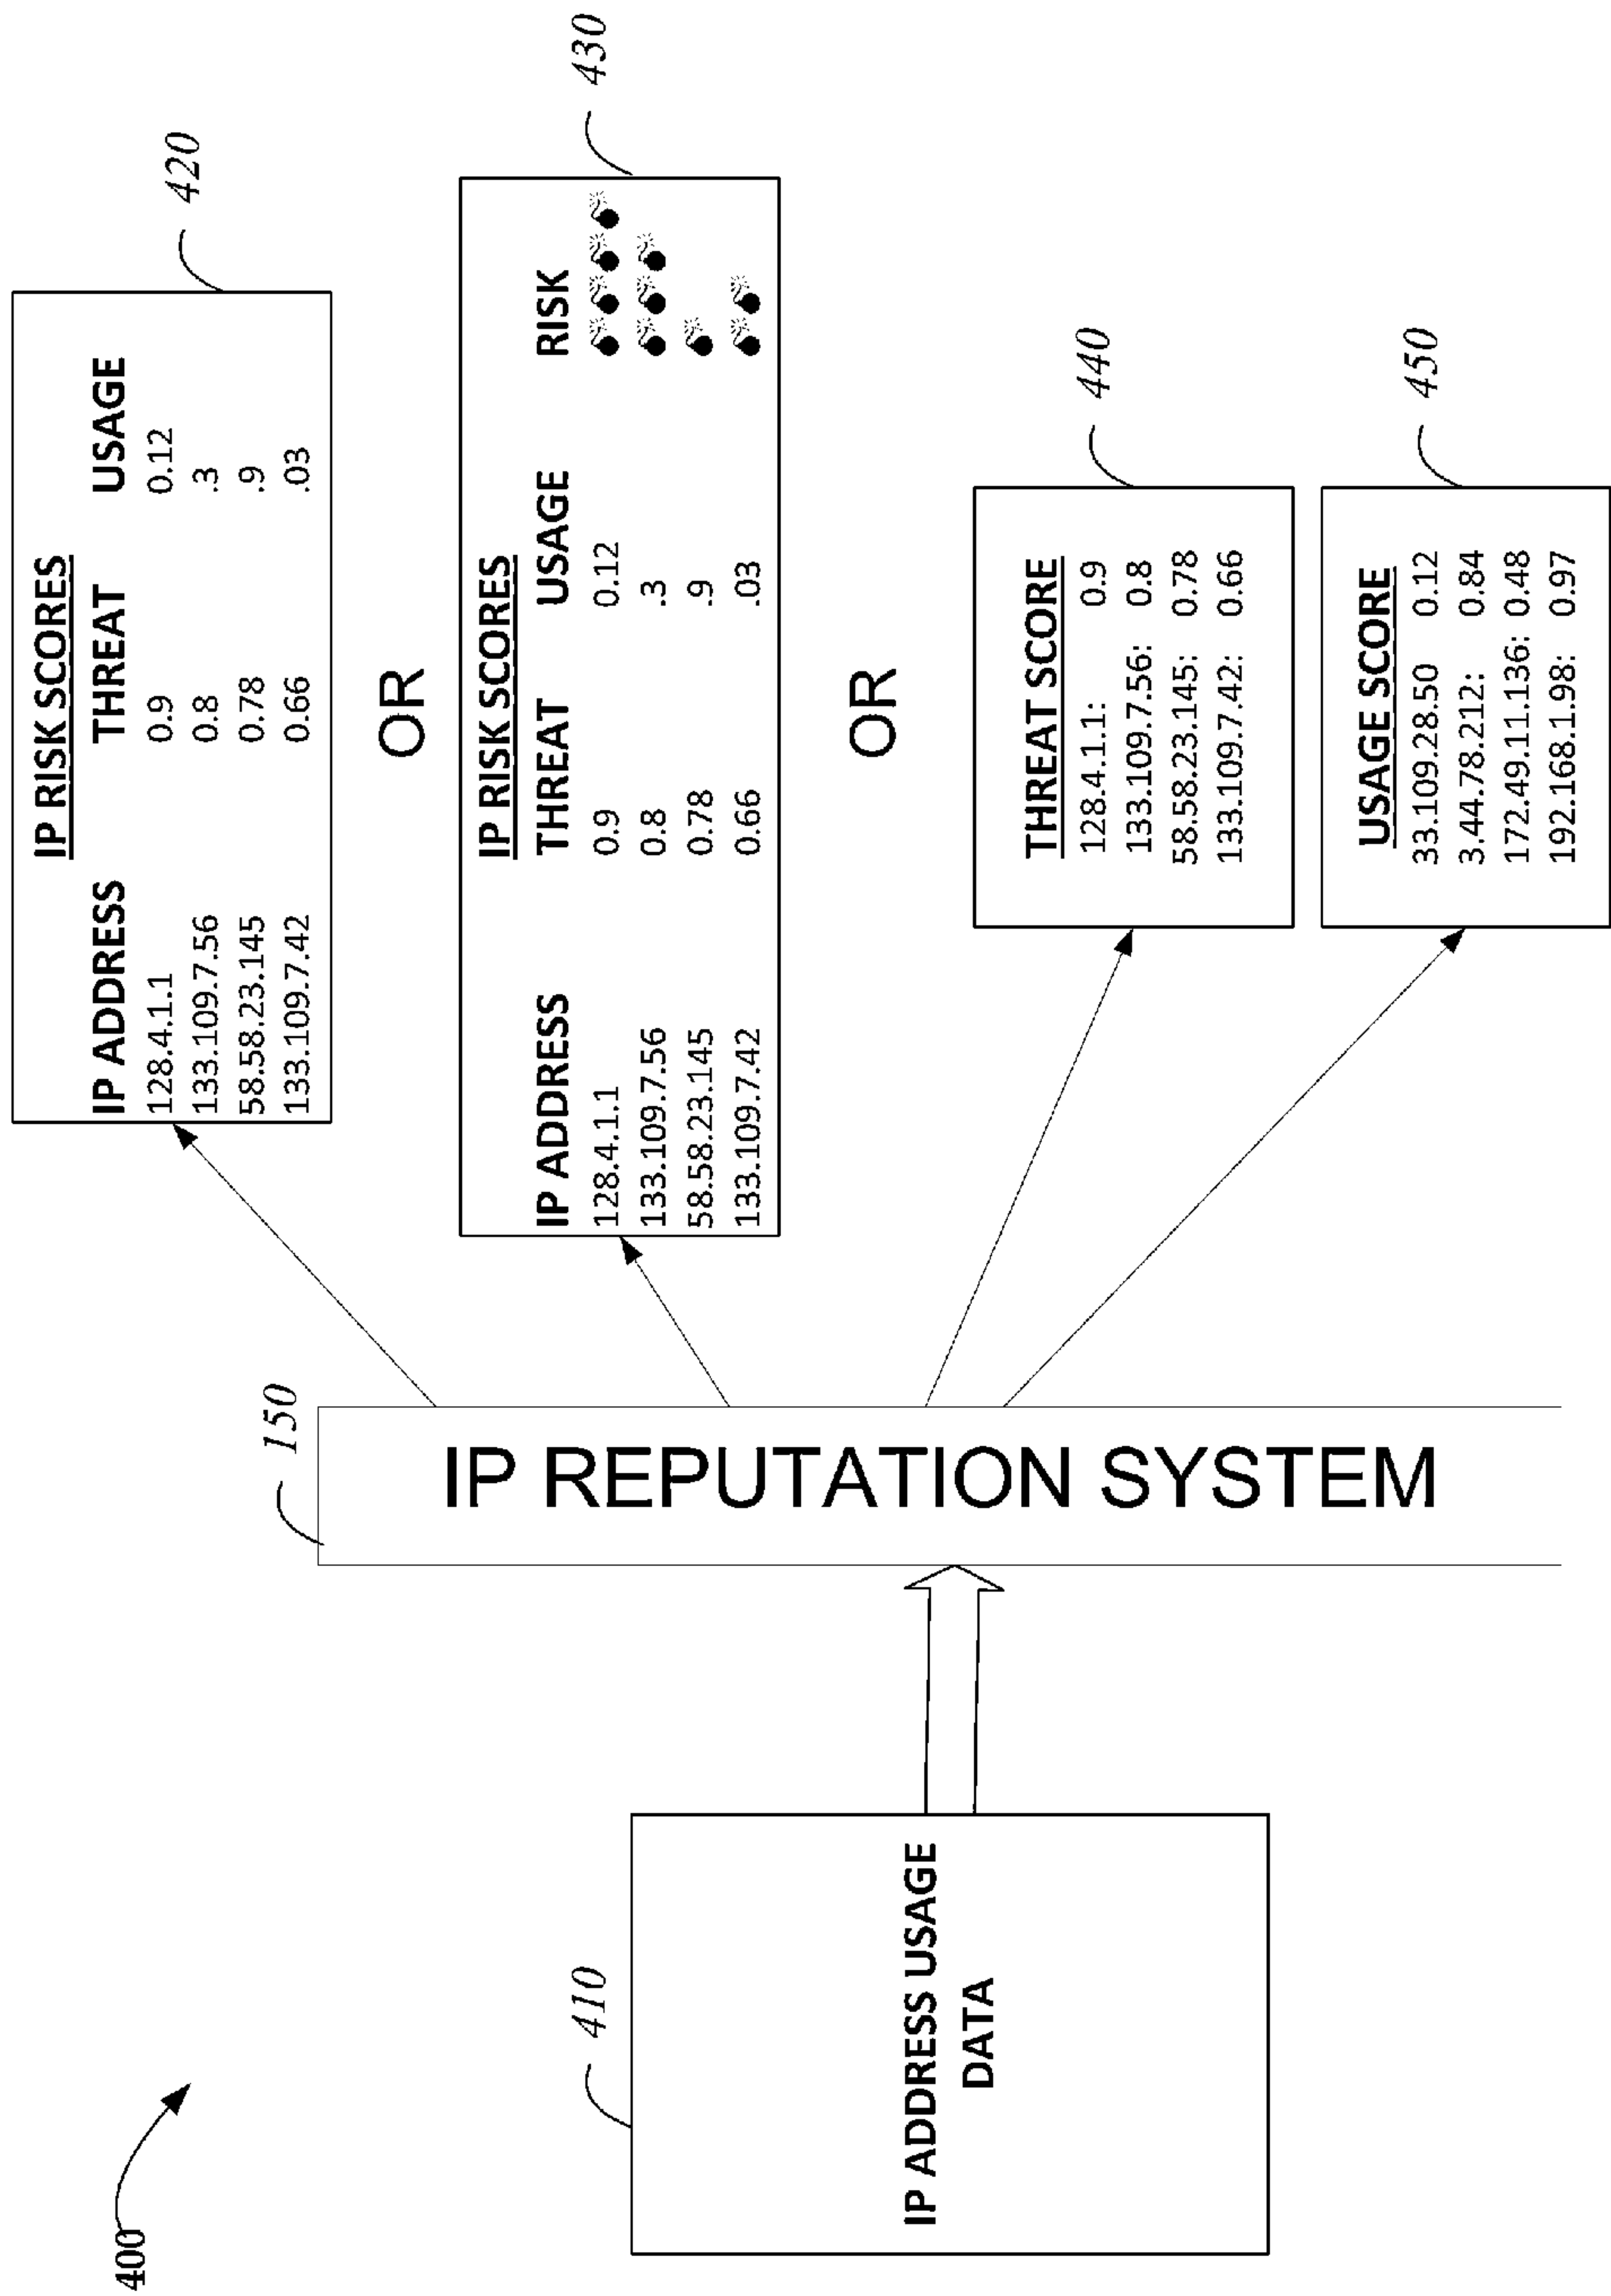 400
410
IP ADDRESS USAGE
DATA
150
IP REPUTATION SYSTEM
420
IP RISK SCORES
IP ADDRESS THREAT USAGE
128.4.1.1 0.9 0.12
133.109.7.56 0.8 .3
58.58.23.145 0.78 .9
133.109.7.42 0.66 .03
OR
430
IP RISK SCORES
IP ADDRESS THREAT USAGE RISK
128.4.1.1 0.9 0.12
133.109.7.56 0.8 .3
58.58.23.145 0.78 .9
133.109.7.42 0.66 .03
OR
440
THREAT SCORE
128.4.1.1: 0.9
133.109.7.56: 0.8
58.58.23.145: 0.78
133.109.7.42: 0.66
450
USAGE SCORE
33.109.28.50 0.12
3.44.78.212: 0.84
172.49.11.136: 0.48
192.168.1.98: 0.97